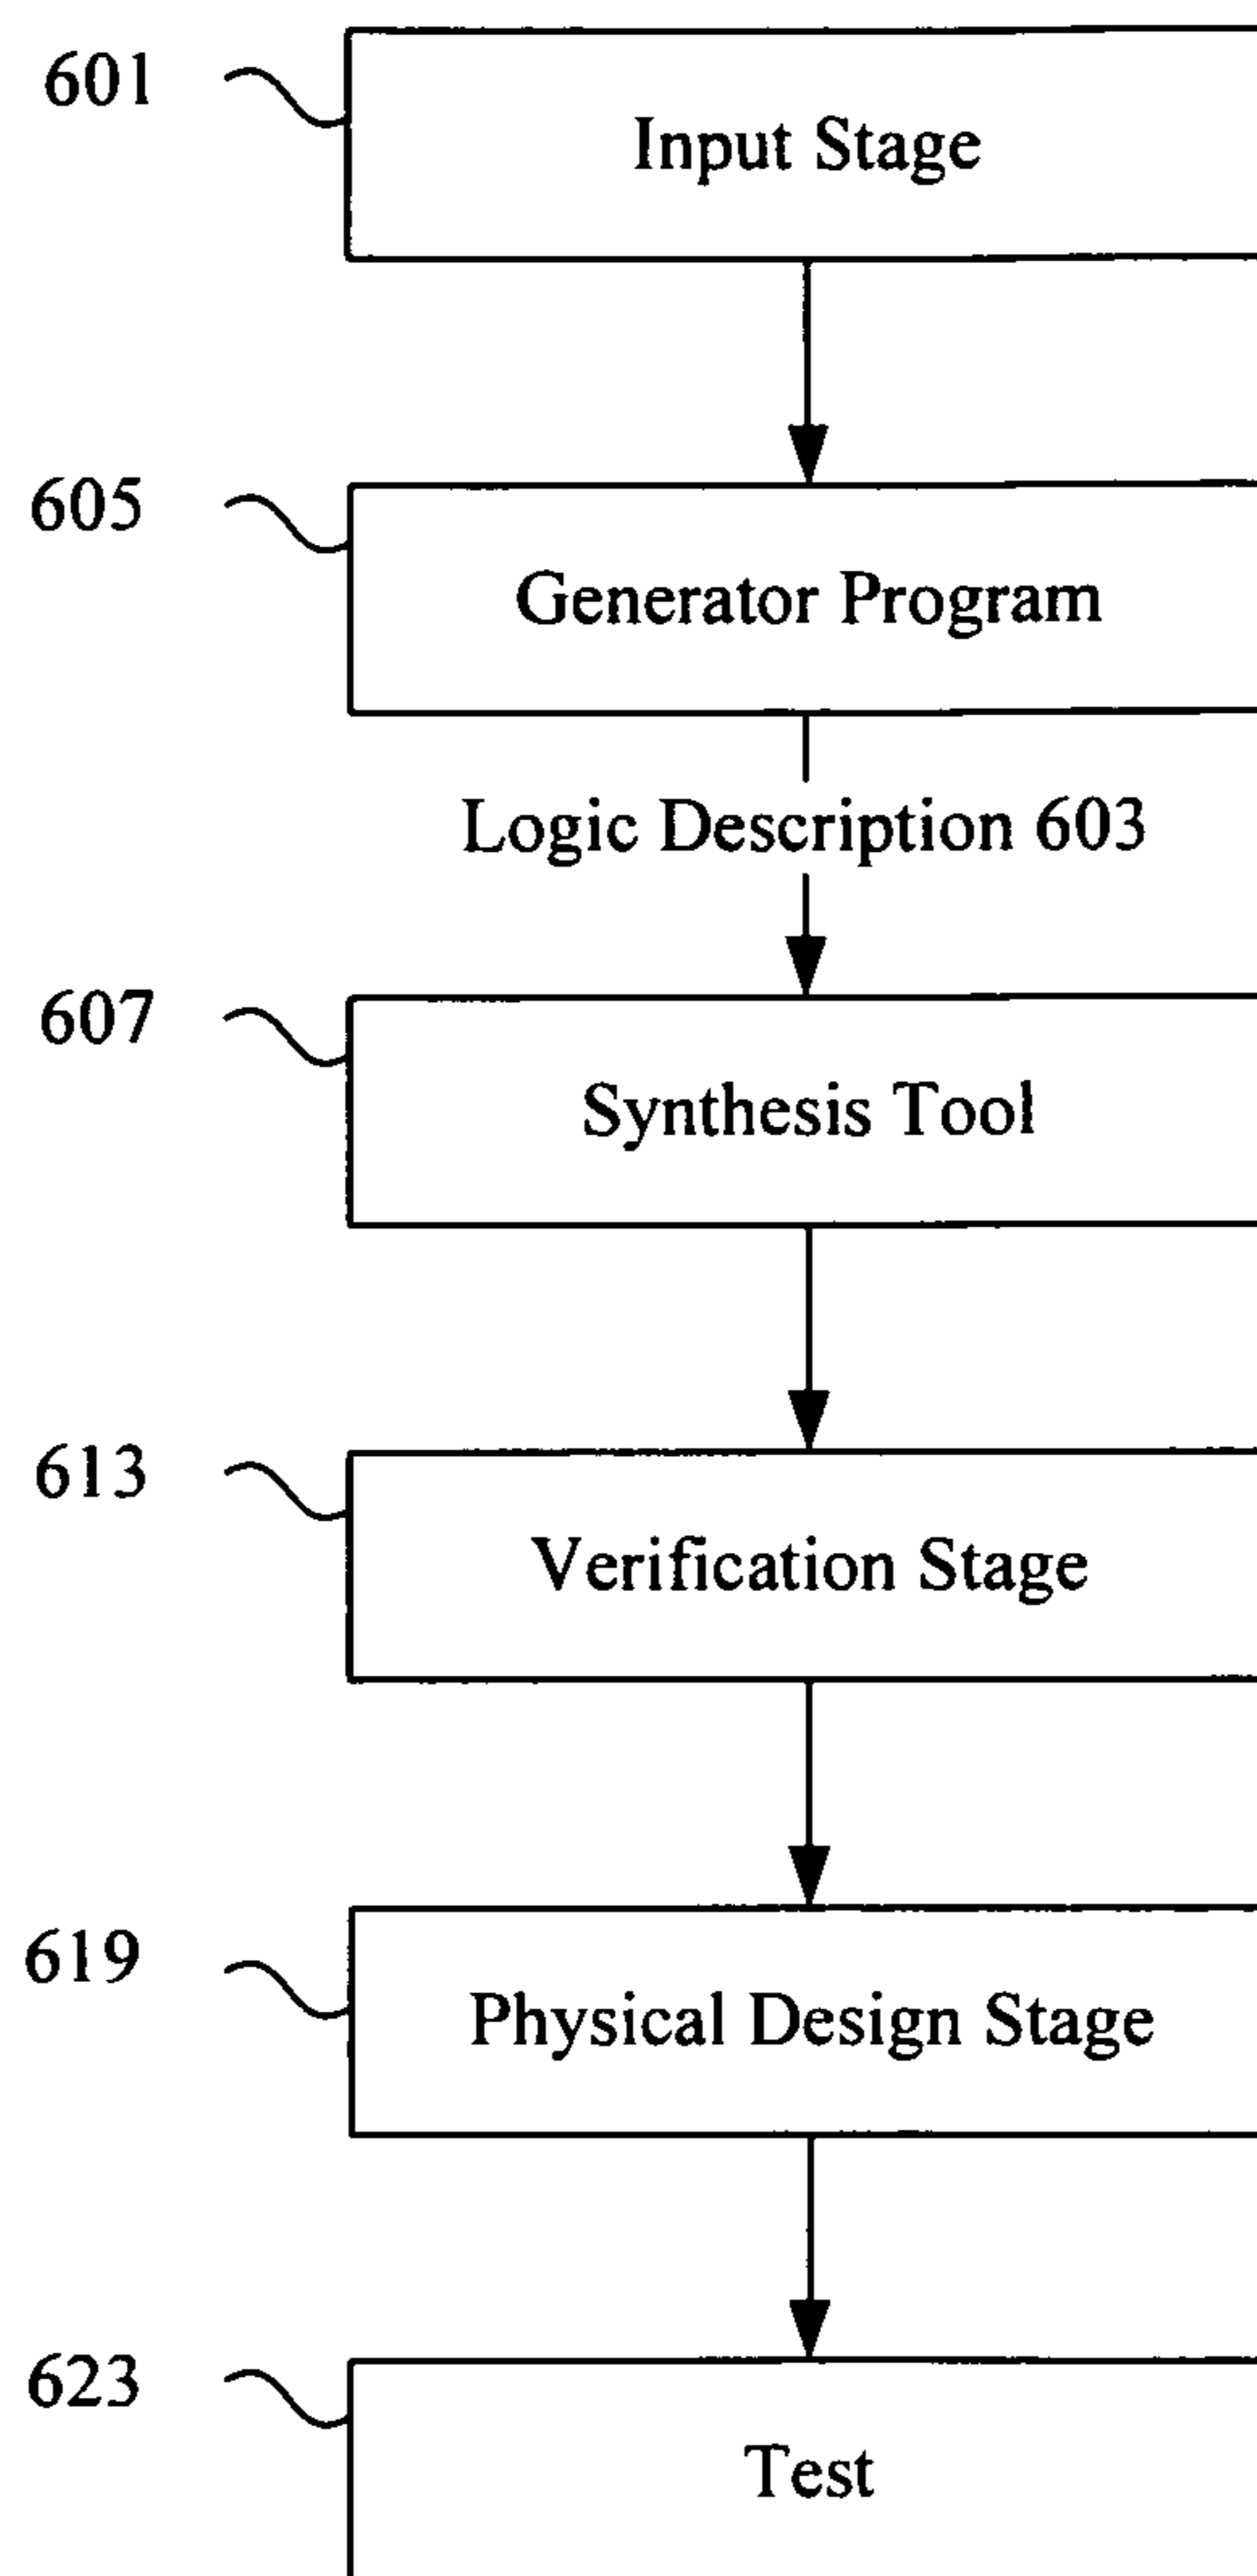 601
Input Stage
605
Generator Program
Logic Description 603
607
Synthesis Tool
613
Verification Stage
619
Physical Design Stage
623
Test